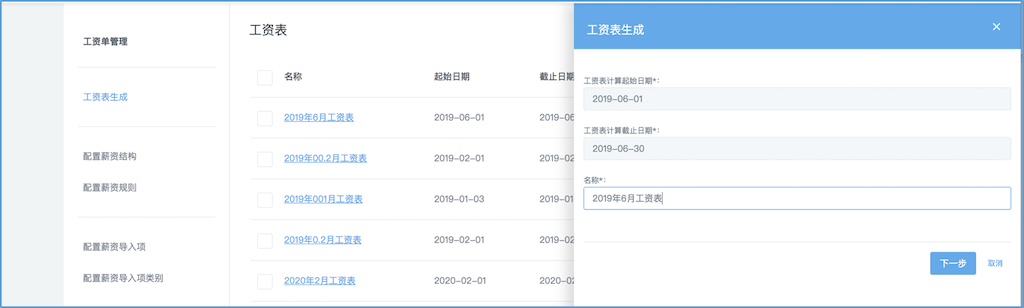 工资单管理
工资表生成
配置薪资结构
配置薪资规则
配置薪资导入项
配置薪资导入项类别
工资表
名称 起始日期 截止日期
2019年6月工资表 2019-06-01 2019-06
2019年00.2月工资表 2019-02-01 2019-02
2019年001月工资表 2019-01-03 2019-01
2019年0.2月工资表 2019-02-01 2019-02
2020年2月工资表 2020-02-01 2020-02
工资表生成
工资表计算起始日期*:
2019-06-01
工资表计算截止日期*:
2019-06-30
名称*:
2019年6月工资表
下一步 取消